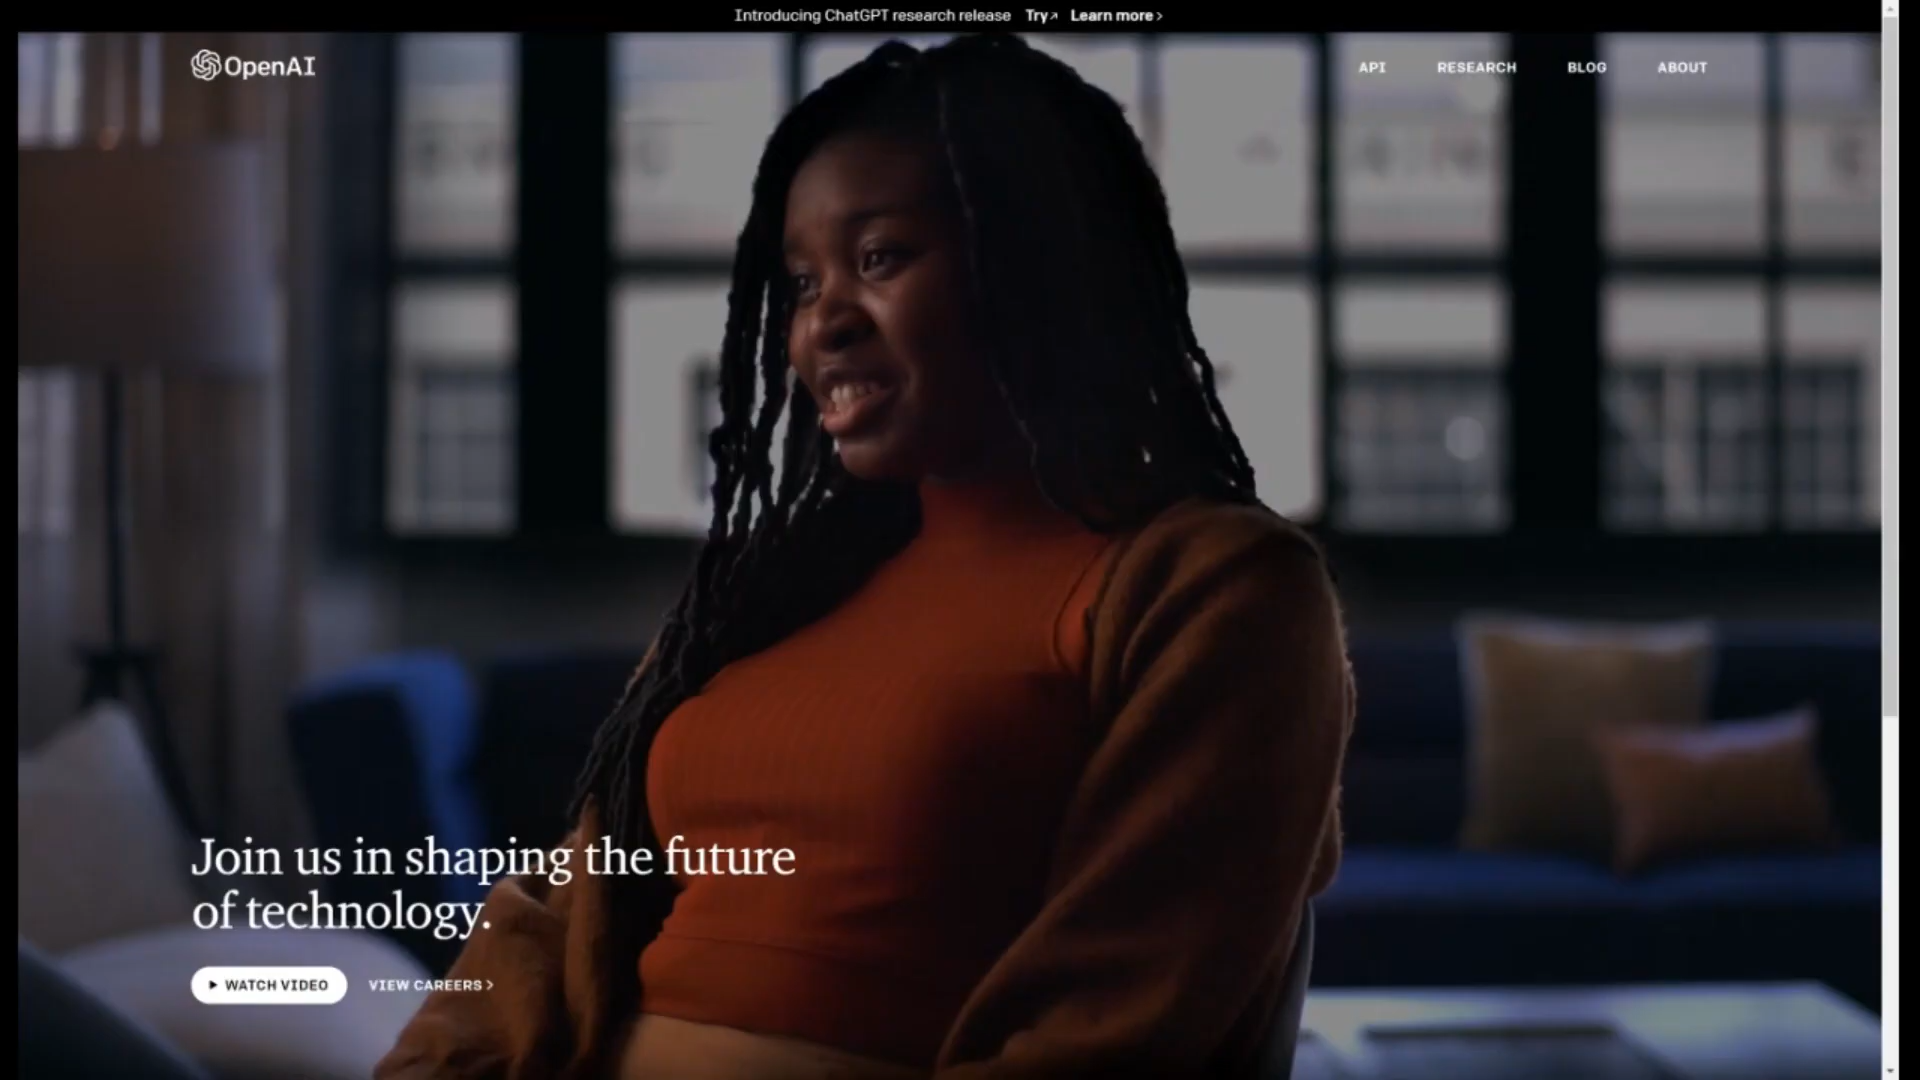 Introducing ChatGPT research release Try↗ Learn more ›
OpenAI
API RESEARCH BLOG ABOUT
Join us in shaping the future
of technology.
WATCH VIDEO VIEW CAREERS ›